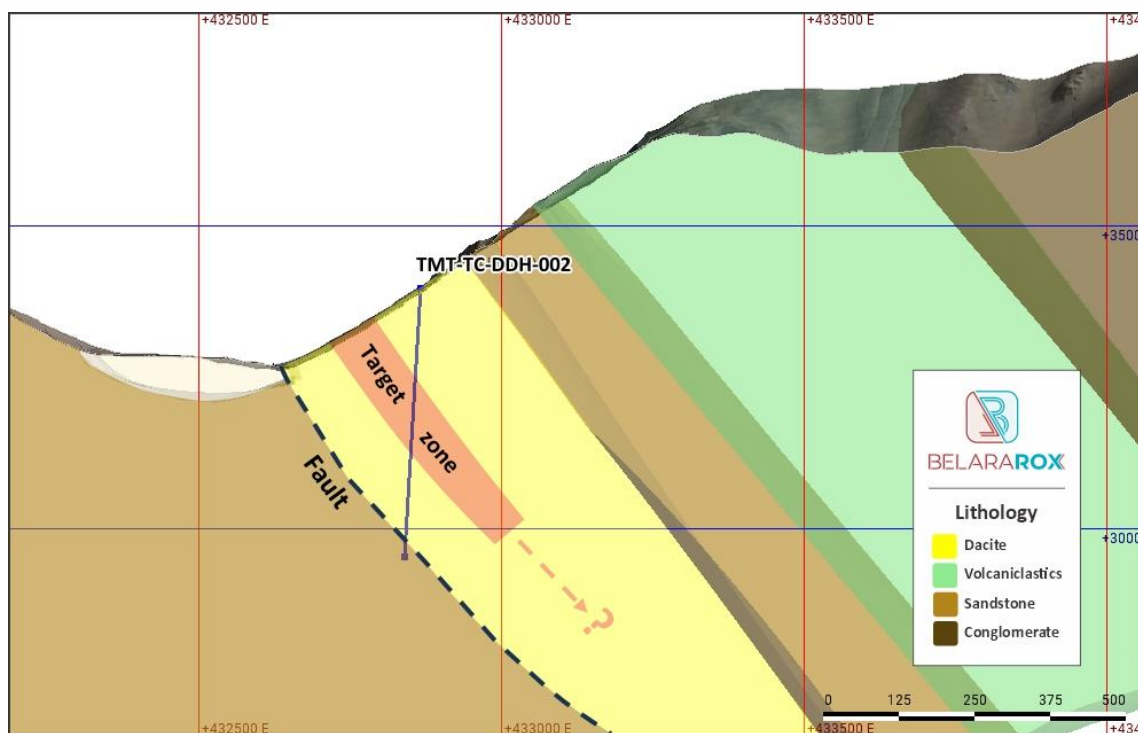 +432500 E
+433000 E
+433500 E
+434
+3500
TMT-TC-DDH-002
Target
zone
Fault
+3000
?
BELARAROX
Lithology
Dacite
Volcaniclastics
Sandstone
Conglomerate
0 125 250 375 500
+432500 E
+433000 E
+433500 E
+434